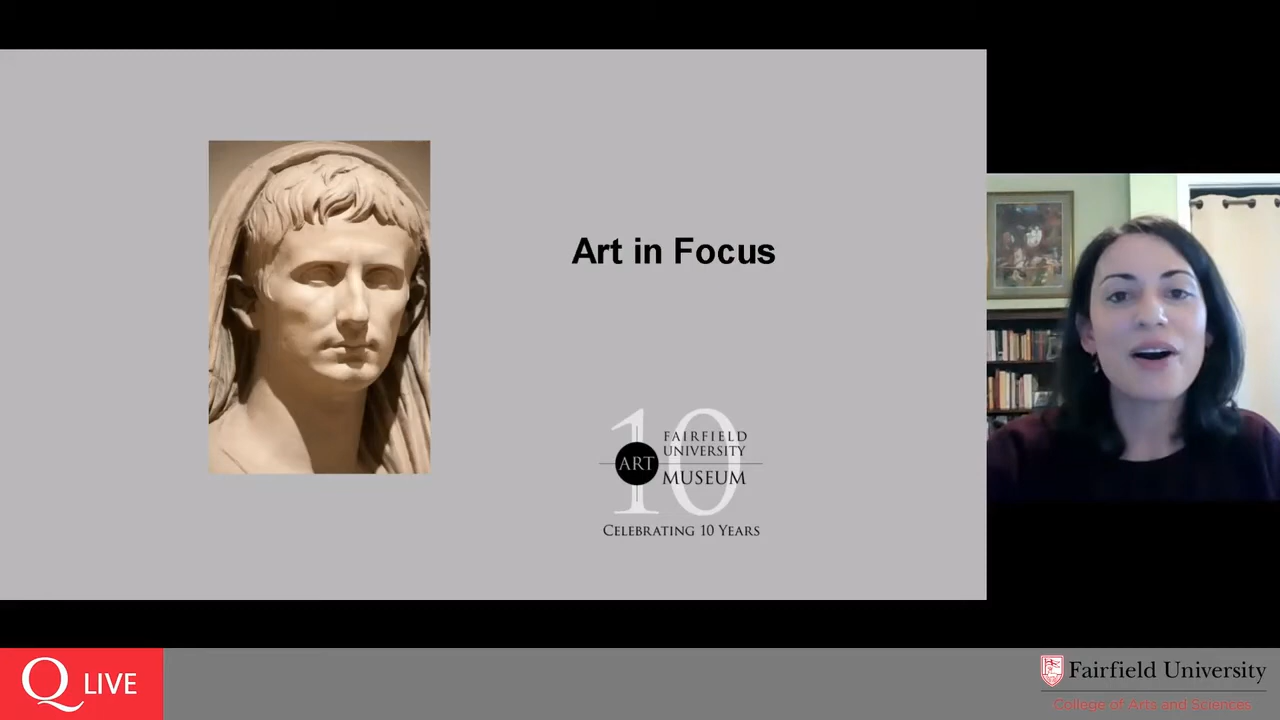 Art in Focus
10
FAIRFIELD
UNIVERSITY
ART
MUSEUM
CELEBRATING 10 YEARS
Q LIVE
Fairfield University
College of Arts and Sciences